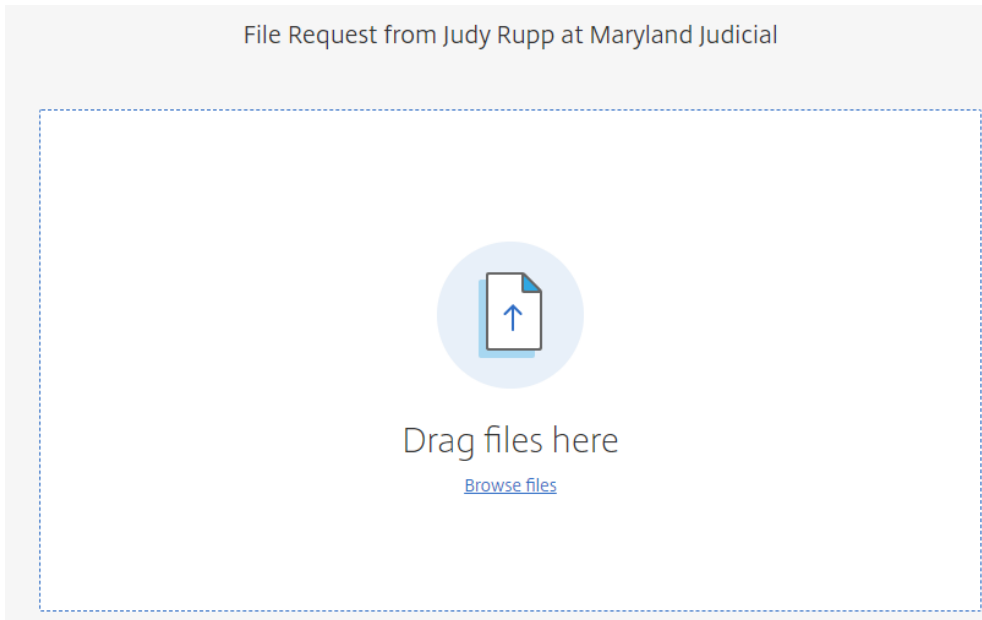 File Request from Judy Rupp at Maryland Judicial
Drag files here
Browse files